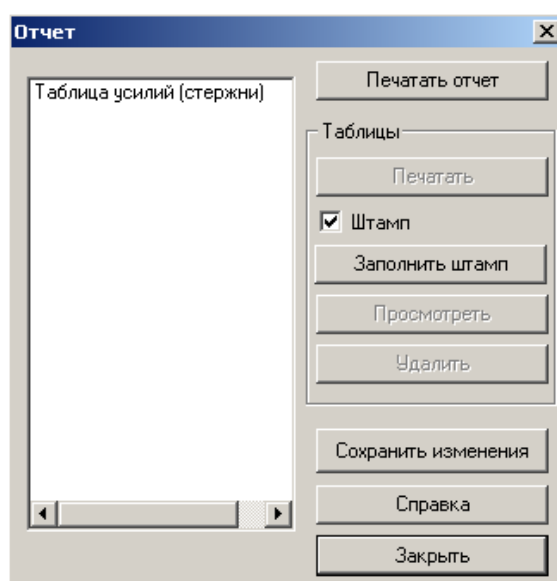 Отчет
Таблица усилий (стержни)
Печатать отчет
Таблицы
Печатать
Штамп
Заполнить штамп
Просмотреть
Удалить
Сохранить изменения
Справка
Закрыть